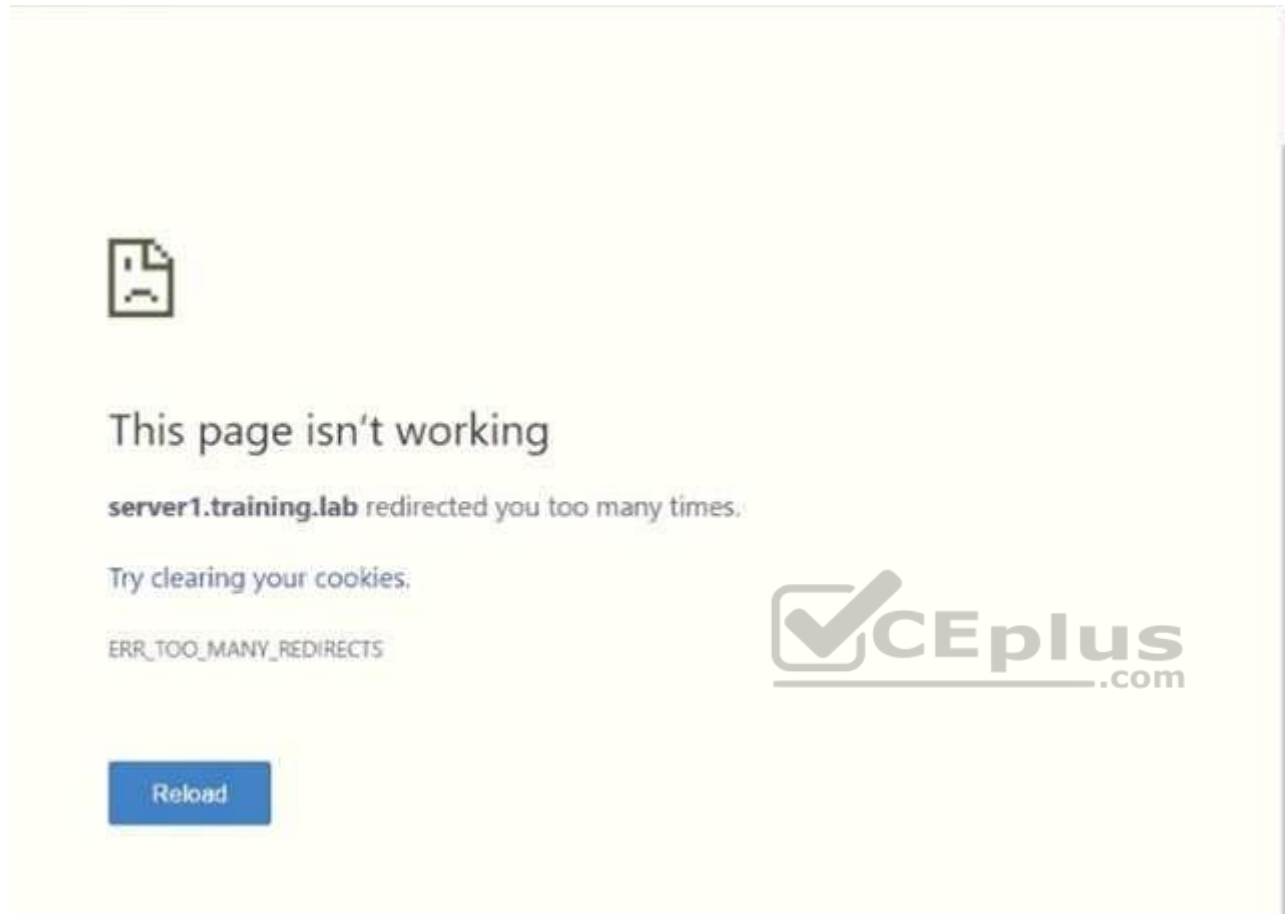 This page isn't working
server1.training.lab redirected you too many times.
Try clearing your cookies.
ERR_TOO_MANY_REDIRECTS
CEplus
.com
Reload